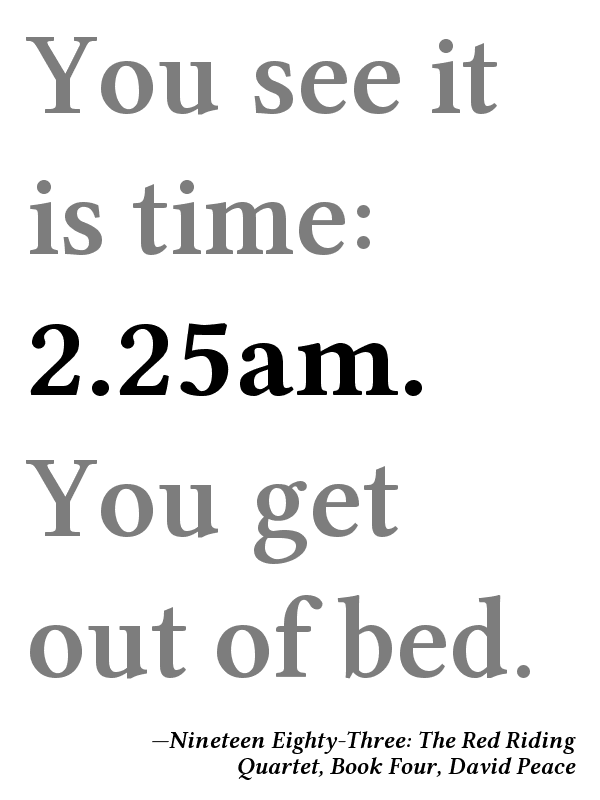 You see it
is time:
2.25am.
You get
out of bed.
—Nineteen Eighty-Three: The Red Riding
Quartet, Book Four, David Peace